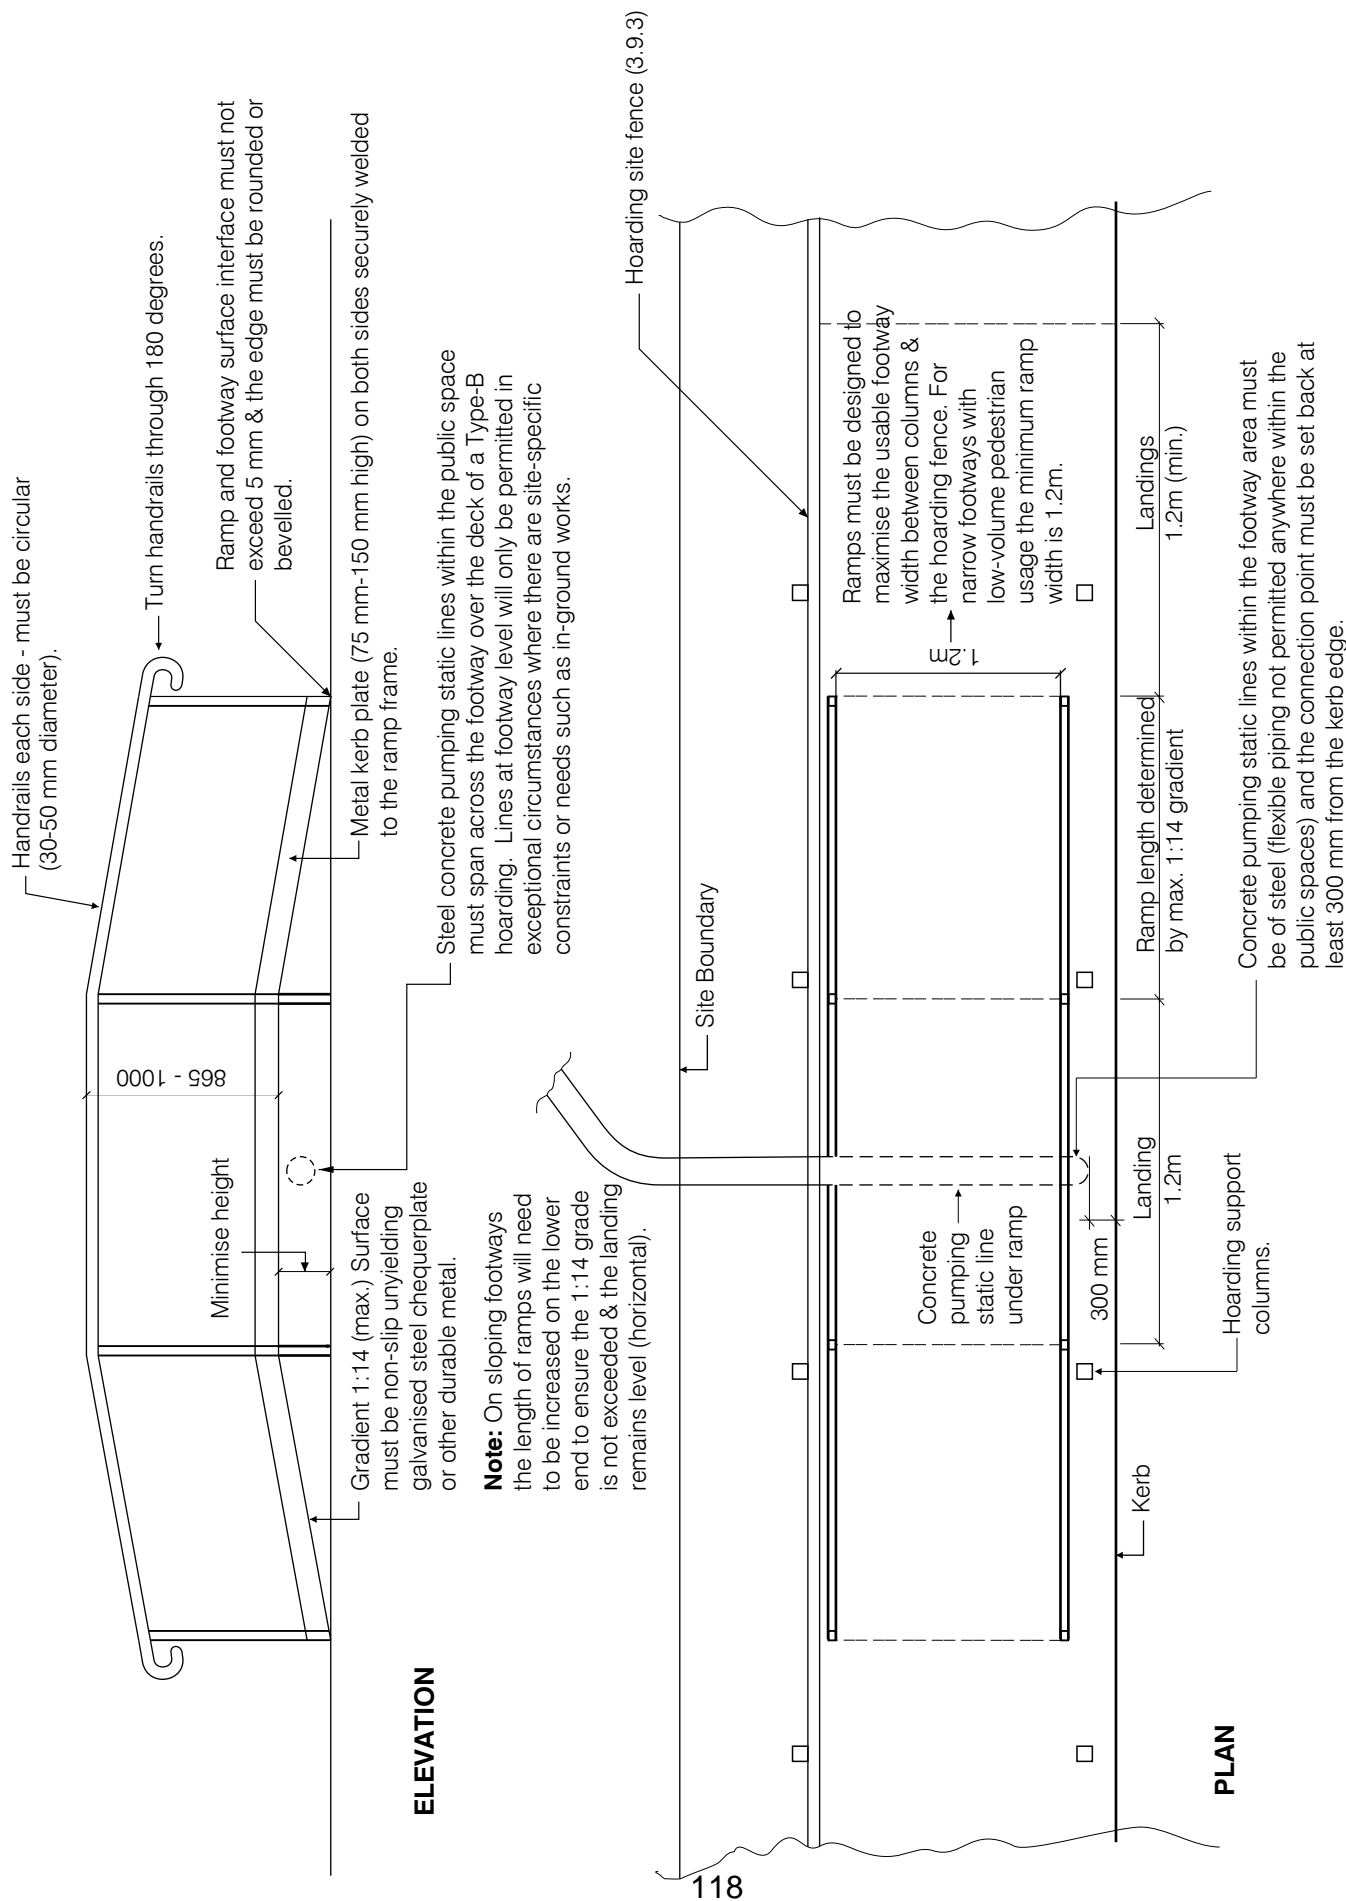 Handrails each side - must be circular
(30-50 mm diameter).
Turn handrails through 180 degrees.
Ramp and footway surface interface must not
exceed 5 mm & the edge must be rounded or
bevelled.
Metal kerb plate (75 mm-150 mm high) on both sides securely welded
to the ramp frame.
865 - 1000
Minimise height
Steel concrete pumping static lines within the public space
must span across the footway over the deck of a Type-B
hoarding. Lines at footway level will only be permitted in
exceptional circumstances where there are site-specific
constraints or needs such as in-ground works.
Gradient 1:14 (max.) Surface
must be non-slip unyielding
galvanised steel chequerplate
or other durable metal.
Note: On sloping footways
the length of ramps will need
to be increased on the lower
end to ensure the 1:14 grade
is not exceeded & the landing
remains level (horizontal).
ELEVATION
Hoarding site fence (3.9.3)
Site Boundary
Ramps must be designed to
maximise the usable footway
width between columns &
the hoarding fence. For
narrow footways with
low-volume pedestrian
usage the minimum ramp
width is 1.2m.
1.2m
Concrete
pumping
static line
under ramp
300 mm
Landing
1.2m
Ramp length determined
by max. 1:14 gradient
Landings
1.2m (min.)
Concrete pumping static lines within the footway area must
be of steel (flexible piping not permitted anywhere within the
public spaces) and the connection point must be set back at
least 300 mm from the kerb edge.
Hoarding support
columns.
Kerb
PLAN
118